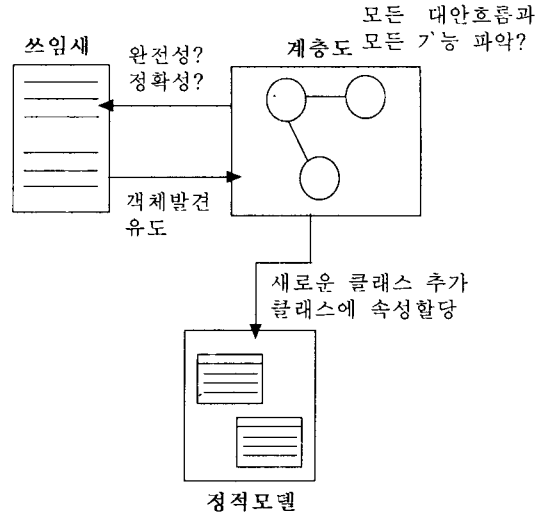 모든 대안흐름과
모든 기능 파악?
쓰임새
계층도
완전성?
정확성?
객체발견
유도
새로운 클래스 추가
클래스에 속성할당
정적모델